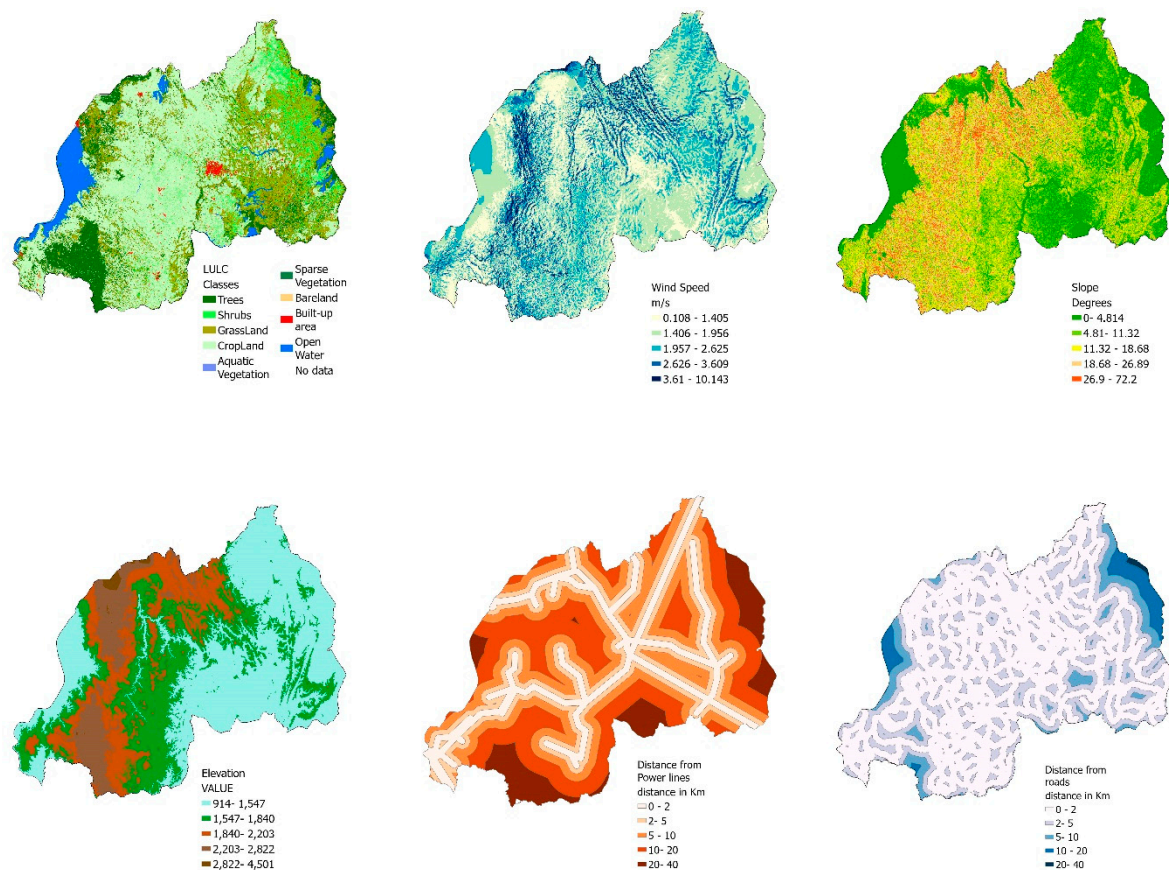 LULC
Classes
Trees
Shrubs
GrassLand
CropLand
Aquatic
Vegetation
Sparse
Vegetation
Bareland
Built-up
area
Open
Water
No data
Wind Speed
m/s
0.108 - 1.405
1.406 - 1.956
1.957 - 2.625
2.626 - 3.609
3.61 - 10.143
Slope
Degrees
0- 4.814
4.81- 11.32
11.32 - 18.68
18.68 - 26.89
26.9 - 72.2
Elevation
VALUE
914- 1,547
1,547- 1,840
1,840- 2,203
2,203- 2,822
2,822- 4,501
Distance from
Power lines
distance in Km
0 - 2
2- 5
5 - 10
10- 20
20- 40
Distance from
roads
distance in Km
0 - 2
2- 5
5- 10
10 - 20
20- 40